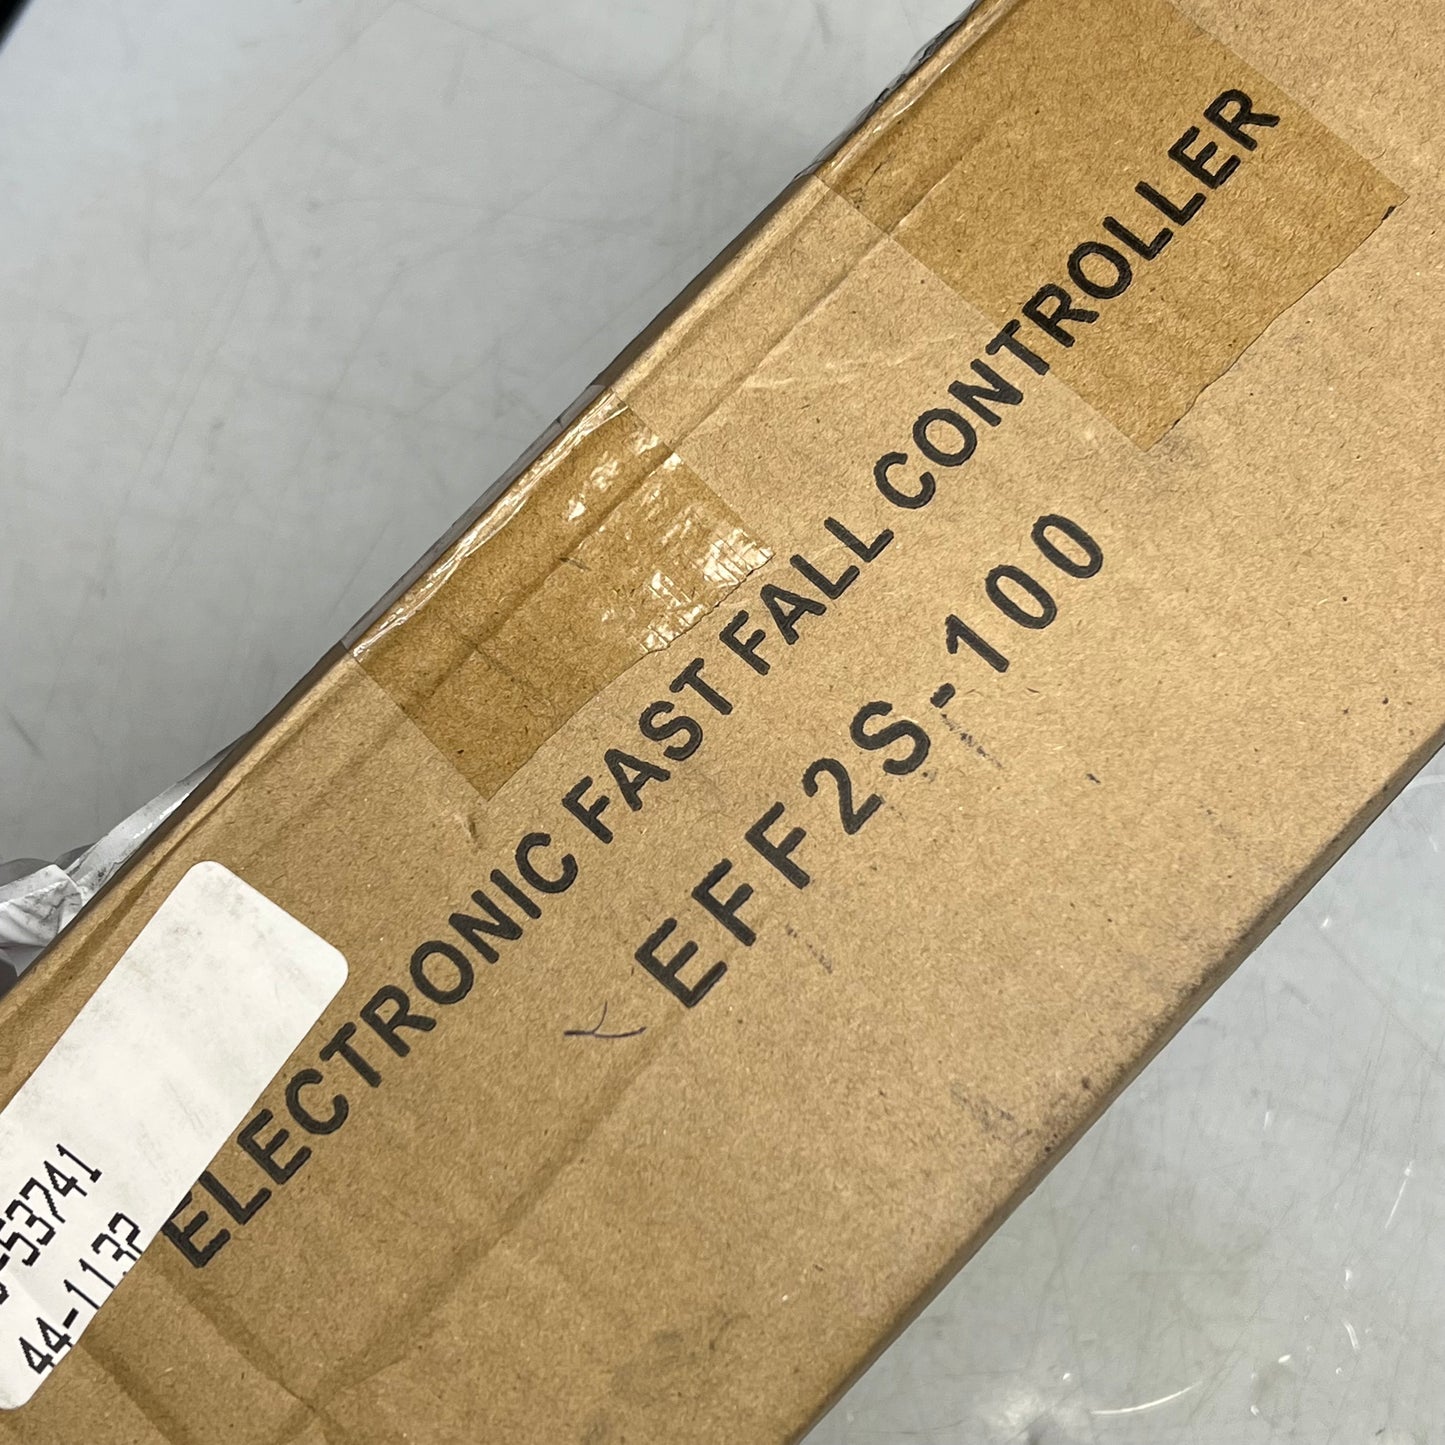 ELECTRONIC FAST FALL CONTROLLER
EFF2S-100
-53741
44-1132